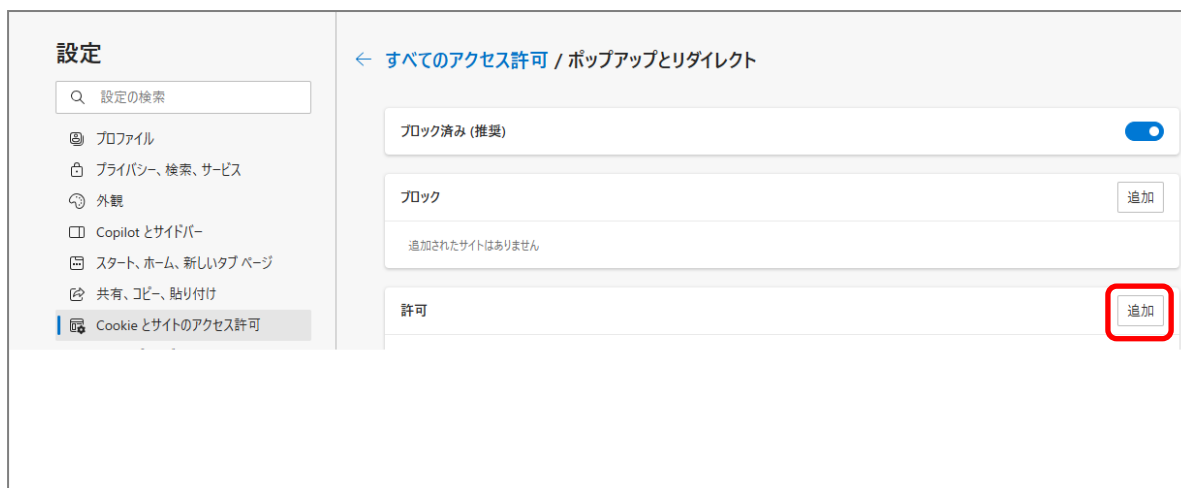 設定
設定の検索
プロファイル
プライバシー、検索、サービス
外観
Copilot とサイドバー
スタート、ホーム、新しいタブ ページ
共有、コピー、貼り付け
Cookie とサイトのアクセス許可
← すべてのアクセス許可 / ポップアップとリダイレクト
ブロック済み (推奨)
ブロック
追加
追加されたサイトはありません
許可
追加